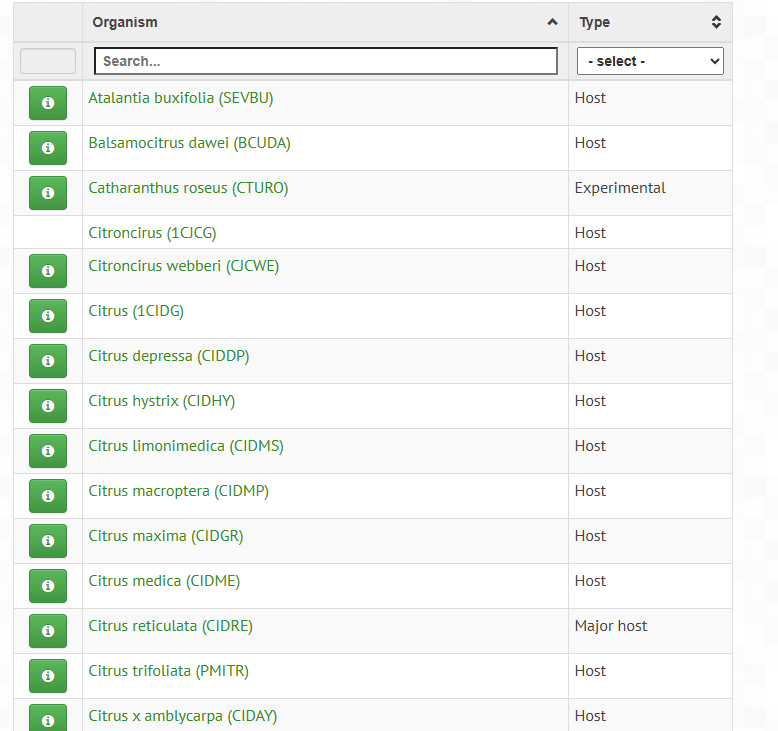 Organism Type
Search... - select -
Atalantia buxifolia (SEVBU) Host
Balsamocitrus dawei (BCUDA) Host
Catharanthus roseus (CTURO) Experimental
Citroncirus (1CJCG) Host
Citroncirus webberi (CJCWE) Host
Citrus (1CIDG) Host
Citrus depressa (CIDDP) Host
Citrus hystrix (CIDHY) Host
Citrus limonimedica (CIDMS) Host
Citrus macroptera (CIDMP) Host
Citrus maxima (CIDGR) Host
Citrus medica (CIDME) Host
Citrus reticulata (CIDRE) Major host
Citrus trifoliata (PMITR) Host
Citrus x amblycarpa (CIDAY) Host